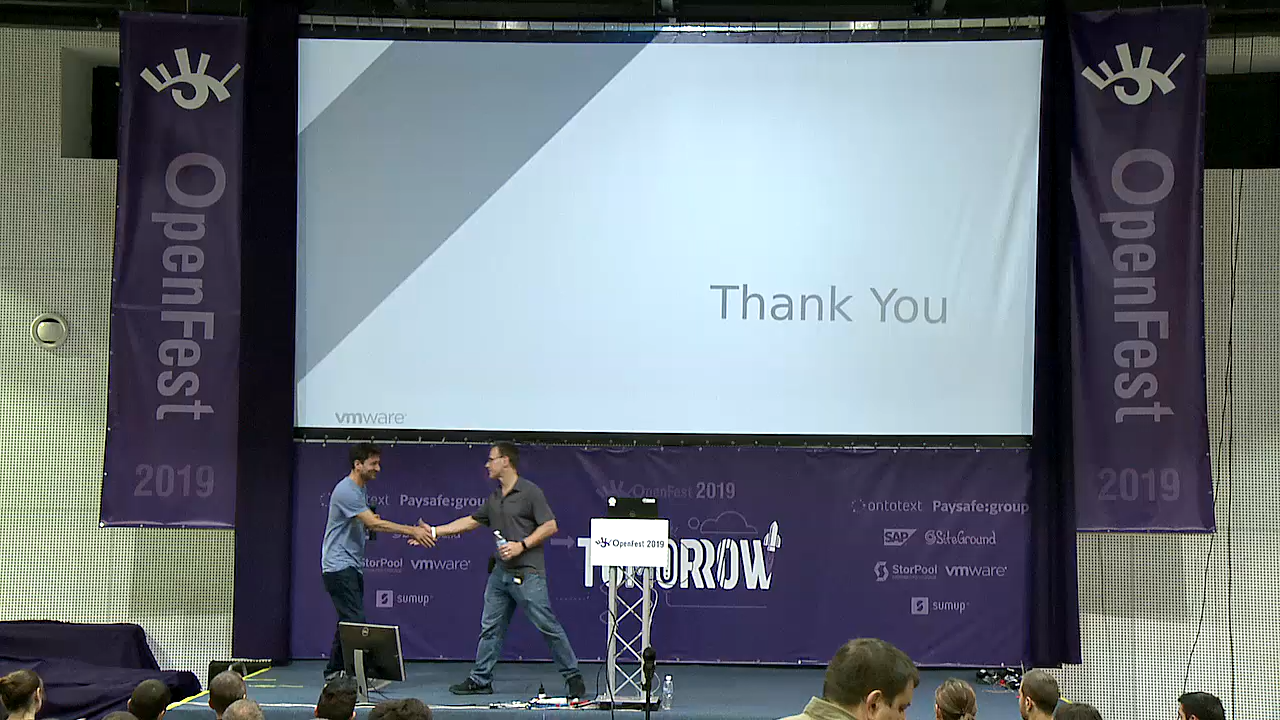 OpenFest
2019
Thank You
vmware
OpenFest
2019
OpenFest 2019
Paysafe:group
StorPool
vmware
sumup
OpenFest 2019
ontotext Paysafe:group
SAP SiteGround
StorPool vmware
sumup
DELL